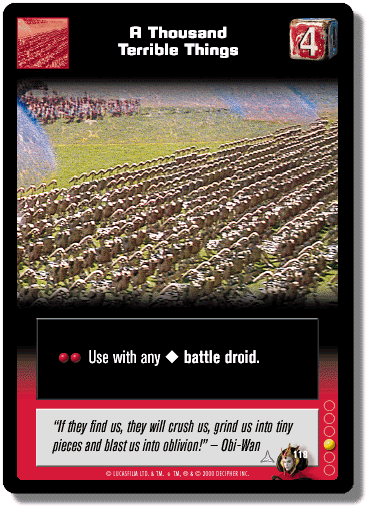 A Thousand
Terrible Things
4
Use with any ◆ battle droid.
“If they find us, they will crush us, grind us into tiny
pieces and blast us into oblivion!” – Obi-Wan
118
© LUCASFILM LTD. & TM. ® TM, ® & © 2000 DECIPHER INC.